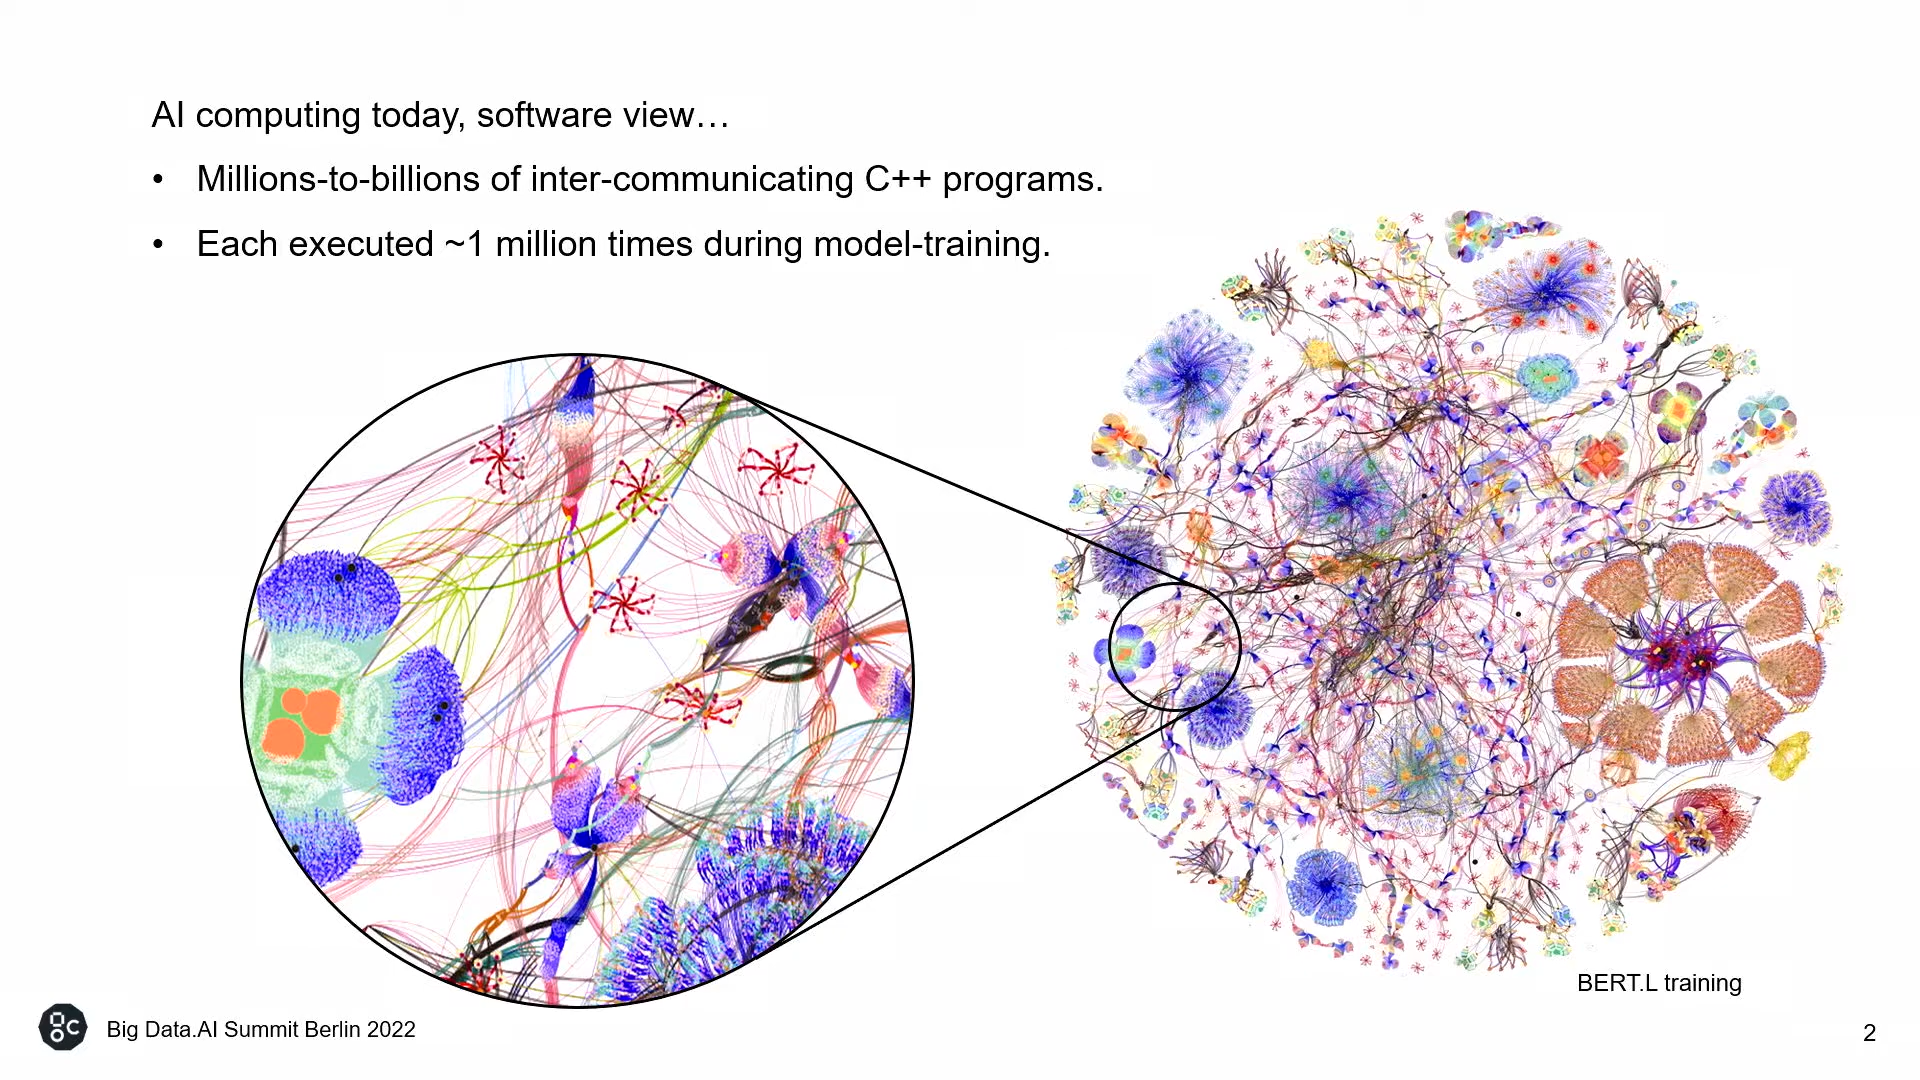 AI computing today, software view…
• Millions-to-billions of inter-communicating C++ programs.
• Each executed ~1 million times during model-training.
BERT.L training
Big Data.AI Summit Berlin 2022
2